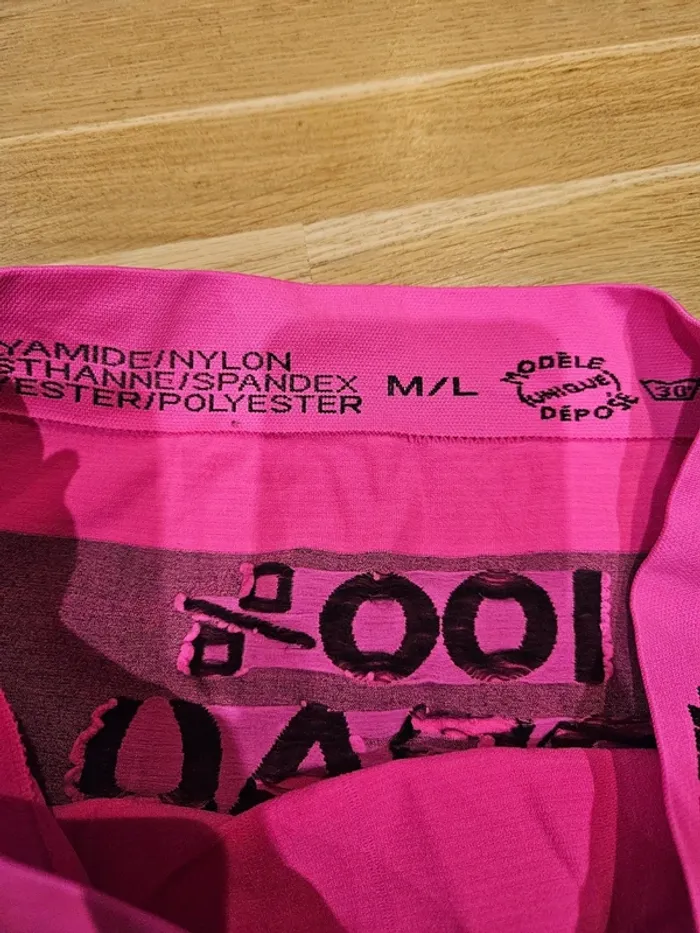 YAMIDE/NYLON
STHANNE/SPANDEX
YESTER/POLYESTER
M/L
MODÈLE
UNIQUE
DÉPOSÉ
30
100%